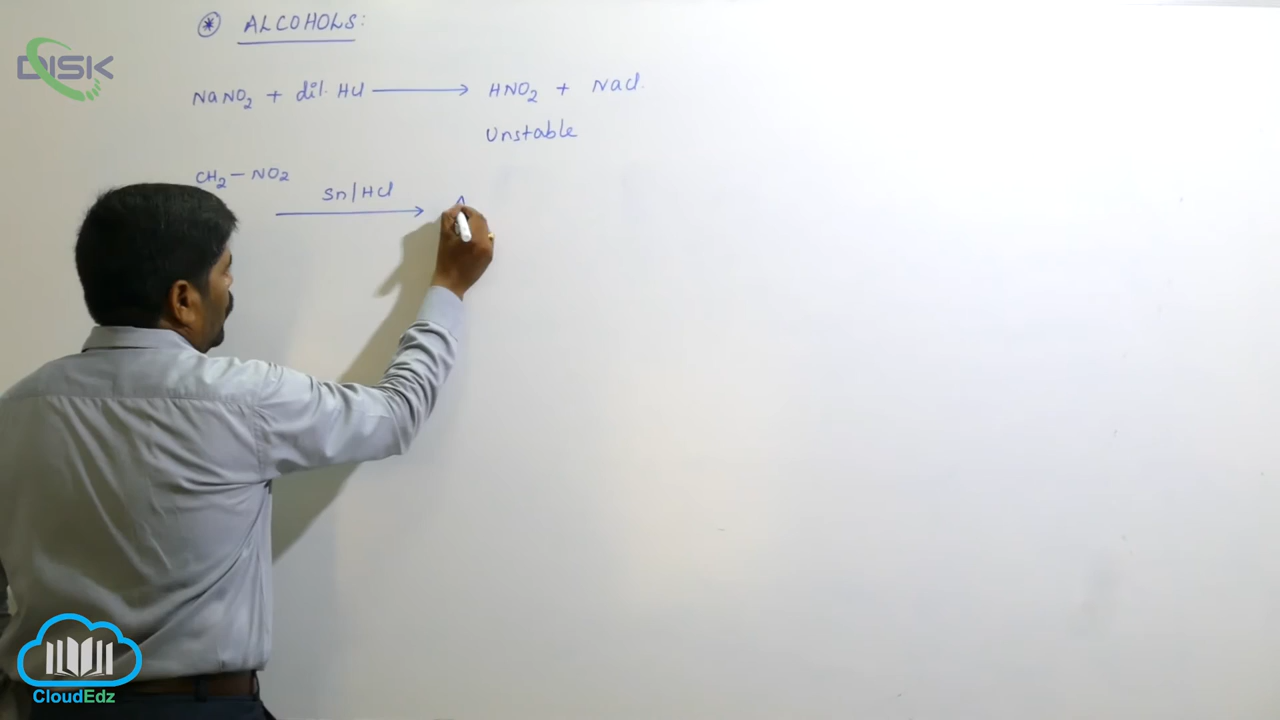 DISK
* ALCOHOLS:
NaNO2 + dil. HCl ⟶ HNO2 + NaCl.
Unstable
CH2 – NO2
Sn/HCl
A
CloudEdz